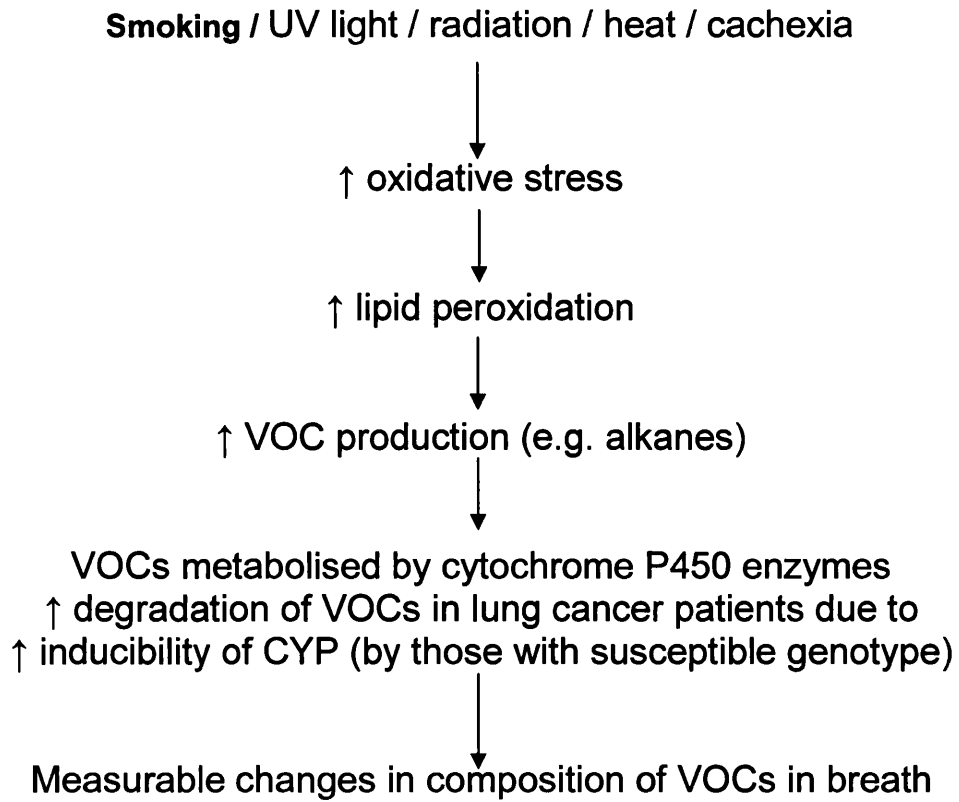 Smoking / UV light / radiation / heat / cachexia
↑ oxidative stress
↑ lipid peroxidation
↑ VOC production (e.g. alkanes)
VOCs metabolised by cytochrome P450 enzymes
↑ degradation of VOCs in lung cancer patients due to
↑ inducibility of CYP (by those with susceptible genotype)
Measurable changes in composition of VOCs in breath